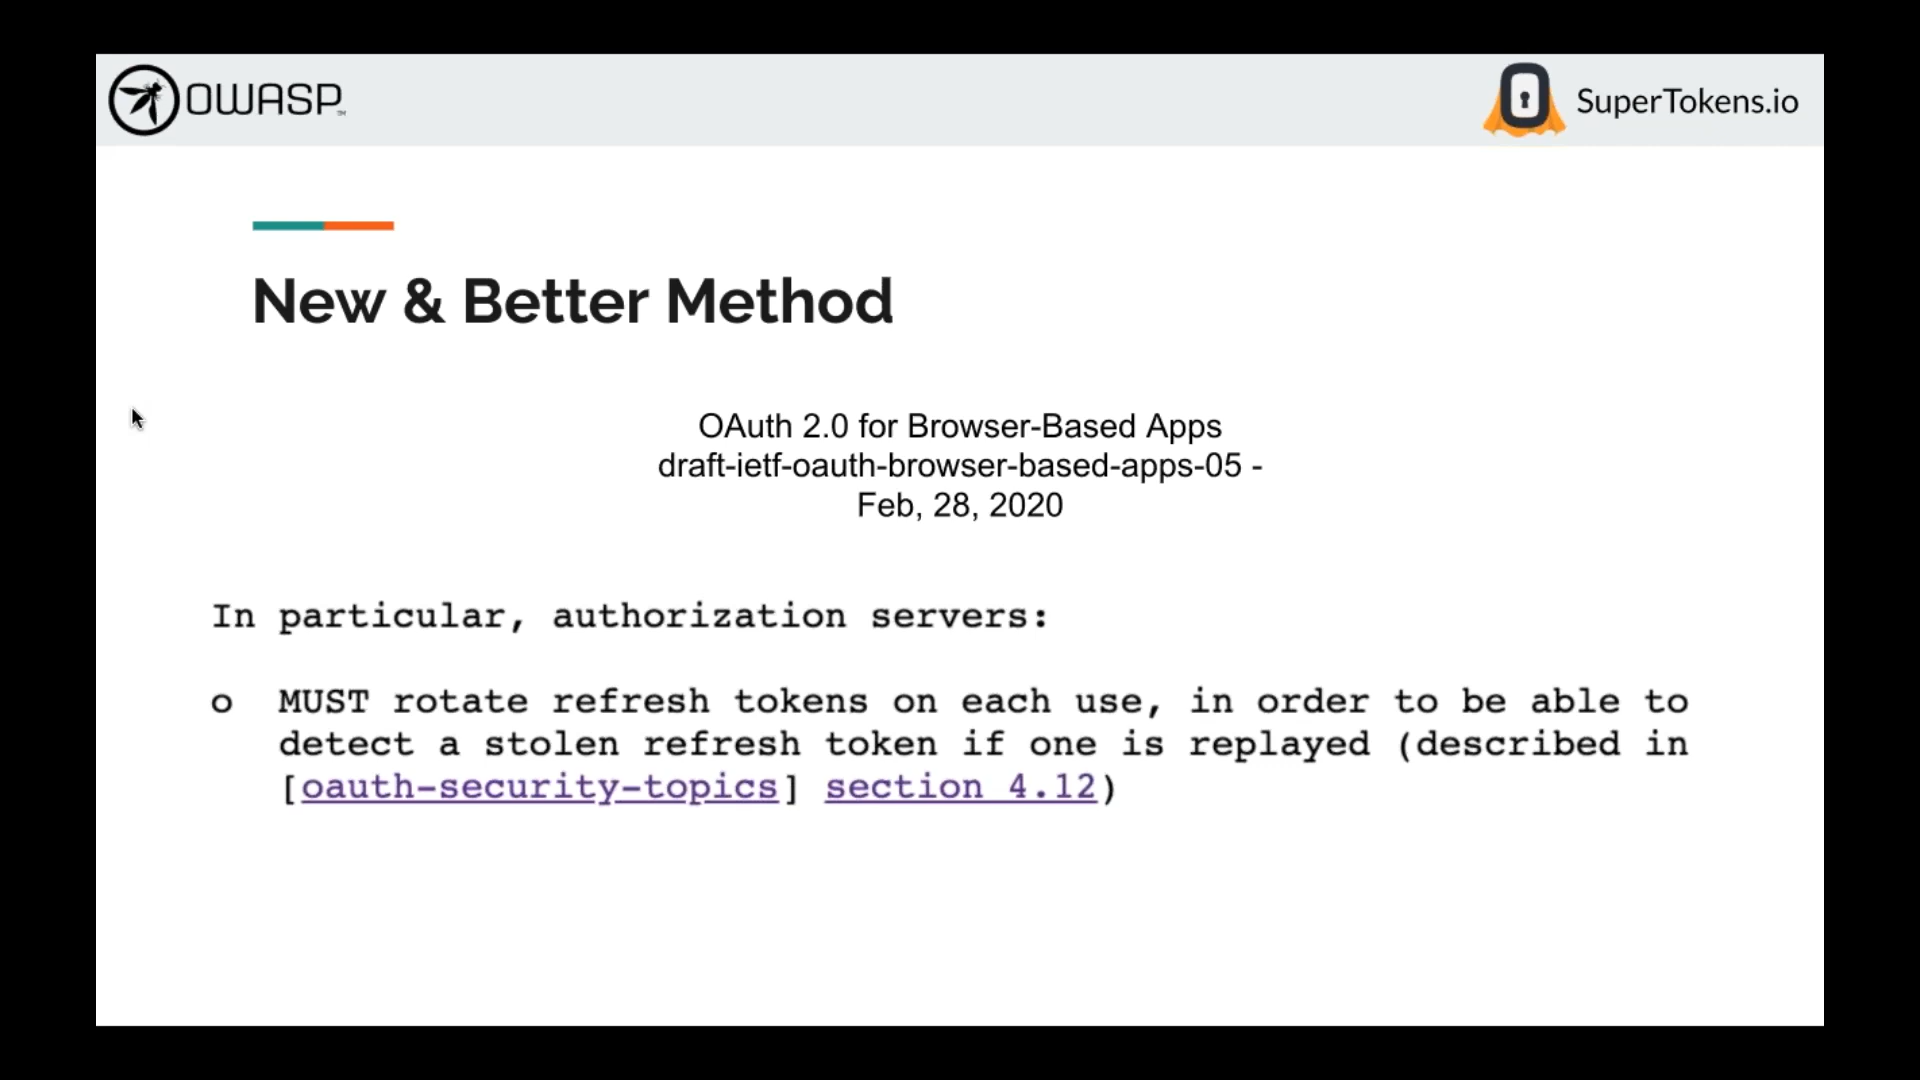 OWASP™
SuperTokens.io
New & Better Method
OAuth 2.0 for Browser-Based Apps
draft-ietf-oauth-browser-based-apps-05 -
Feb, 28, 2020
In particular, authorization servers:
o MUST rotate refresh tokens on each use, in order to be able to
detect a stolen refresh token if one is replayed (described in
[oauth-security-topics] section 4.12)